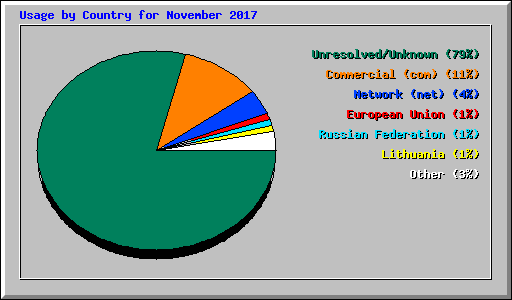 Usage by Country for November 2017
Unresolved/Unknown (79%)
Commercial (com) (11%)
Network (net) (4%)
European Union (1%)
Russian Federation (1%)
Lithuania (1%)
Other (3%)